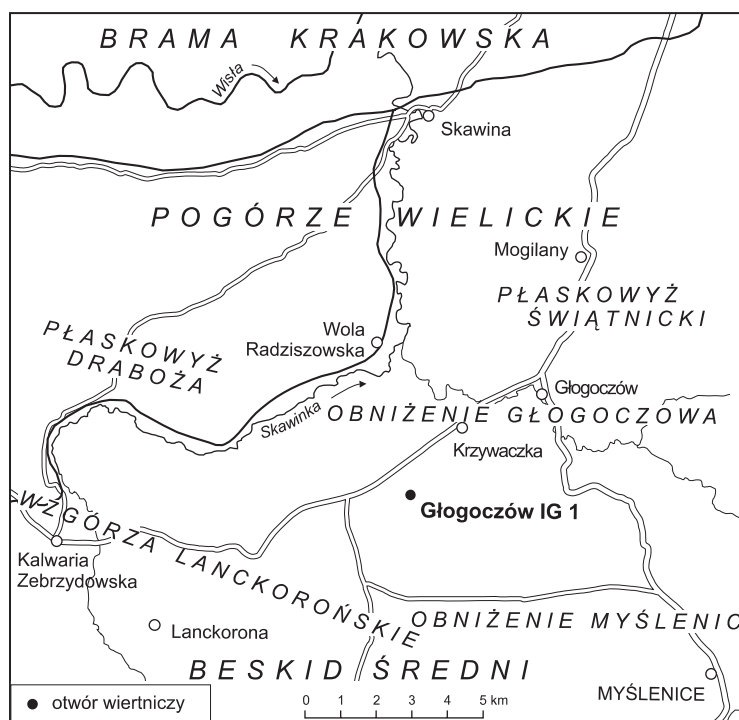 BRAMA KRAKOWSKA
Wisła
Skawina
POGÓRZE WIELICKIE
Mogilany
PŁASKOWYŻ
ŚWIĄTNICKI
Wola
Radziszowska
PŁASKOWYŻ
DRABOŻA
Głogoczów
Skawinka
OBNIŻENIE GŁOGOCZOWA
Krzywaczka
Głogoczów IG 1
WZGÓRZA LANCKOROŃSKIE
Kalwaria
Zebrzydowska
OBNIŻENIE MYŚLENIC
Lanckorona
BESKID ŚREDNI
MYŚLENICE
otwór wiertniczy
0 1 2 3 4 5 km